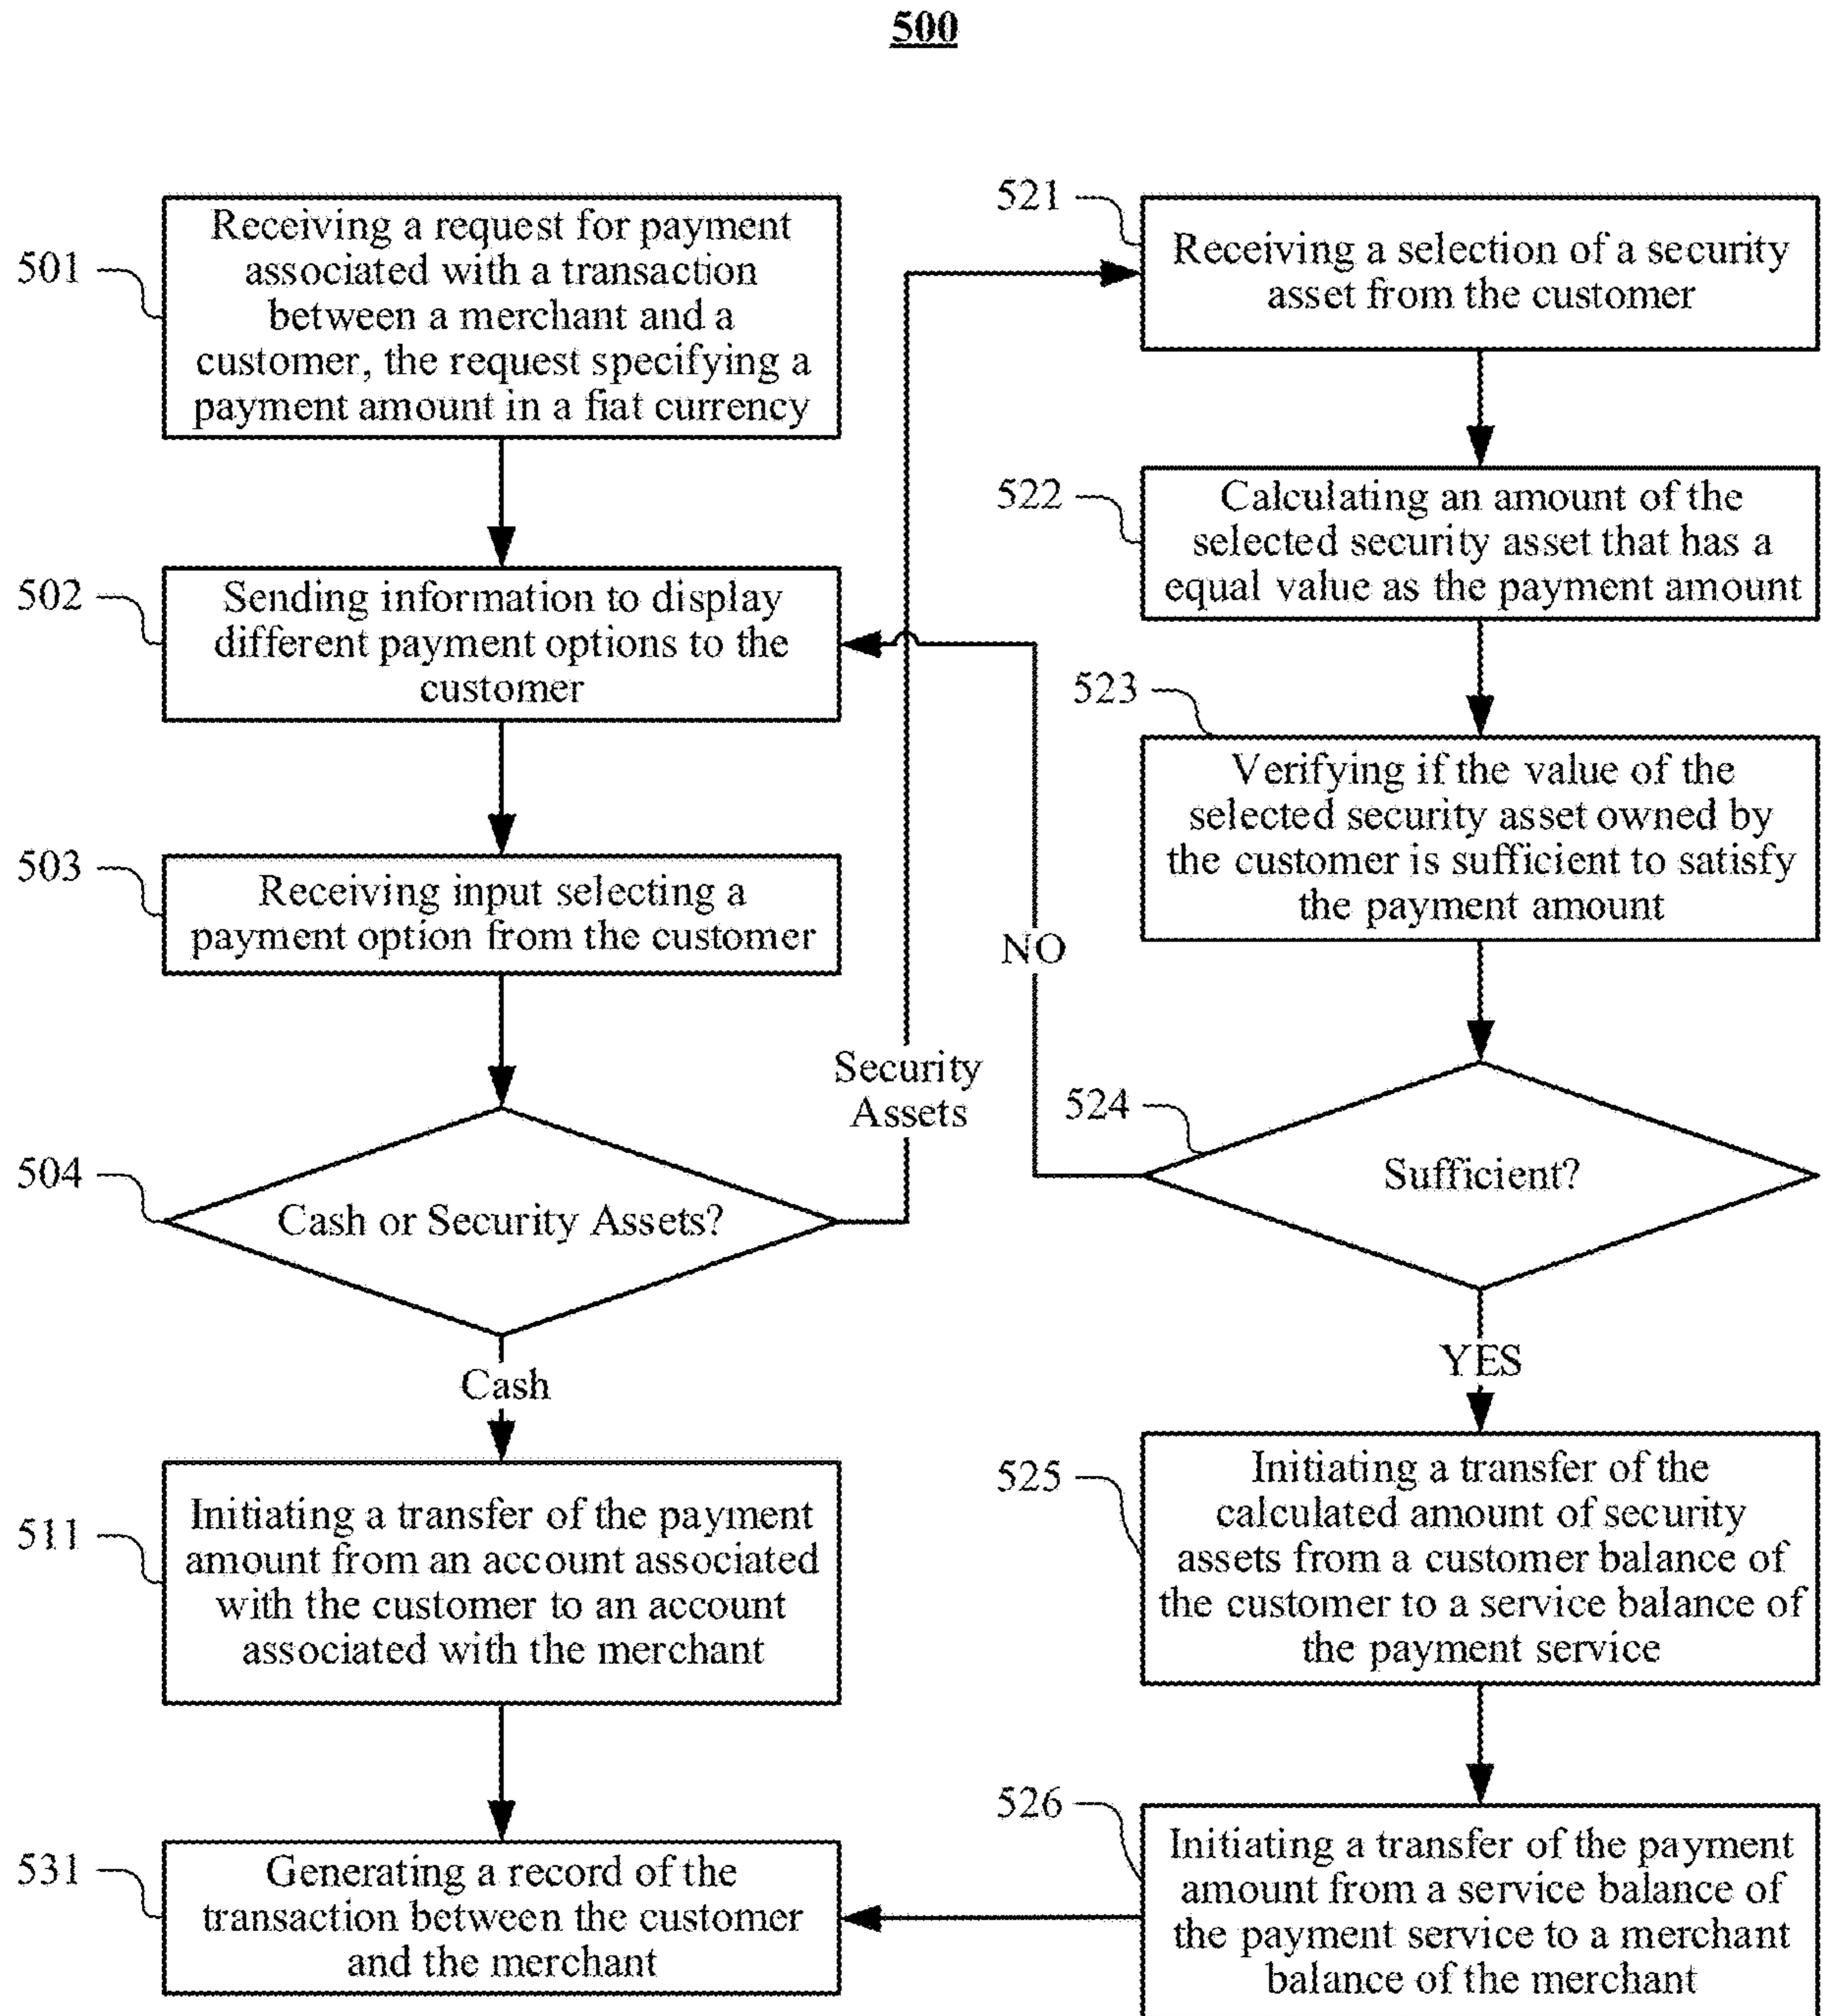 500
501
Receiving a request for payment
associated with a transaction
between a merchant and a
customer, the request specifying a
payment amount in a fiat currency
502
Sending information to display
different payment options to the
customer
503
Receiving input selecting a
payment option from the customer
504
Cash or Security Assets?
Security
Assets
Cash
511
Initiating a transfer of the payment
amount from an account associated
with the customer to an account
associated with the merchant
531
Generating a record of the
transaction between the customer
and the merchant
521
Receiving a selection of a security
asset from the customer
522
Calculating an amount of the
selected security asset that has a
equal value as the payment amount
523
Verifying if the value of the
selected security asset owned by
the customer is sufficient to satisfy
the payment amount
NO
524
Sufficient?
YES
525
Initiating a transfer of the
calculated amount of security
assets from a customer balance of
the customer to a service balance of
the payment service
526
Initiating a transfer of the payment
amount from a service balance of
the payment service to a merchant
balance of the merchant